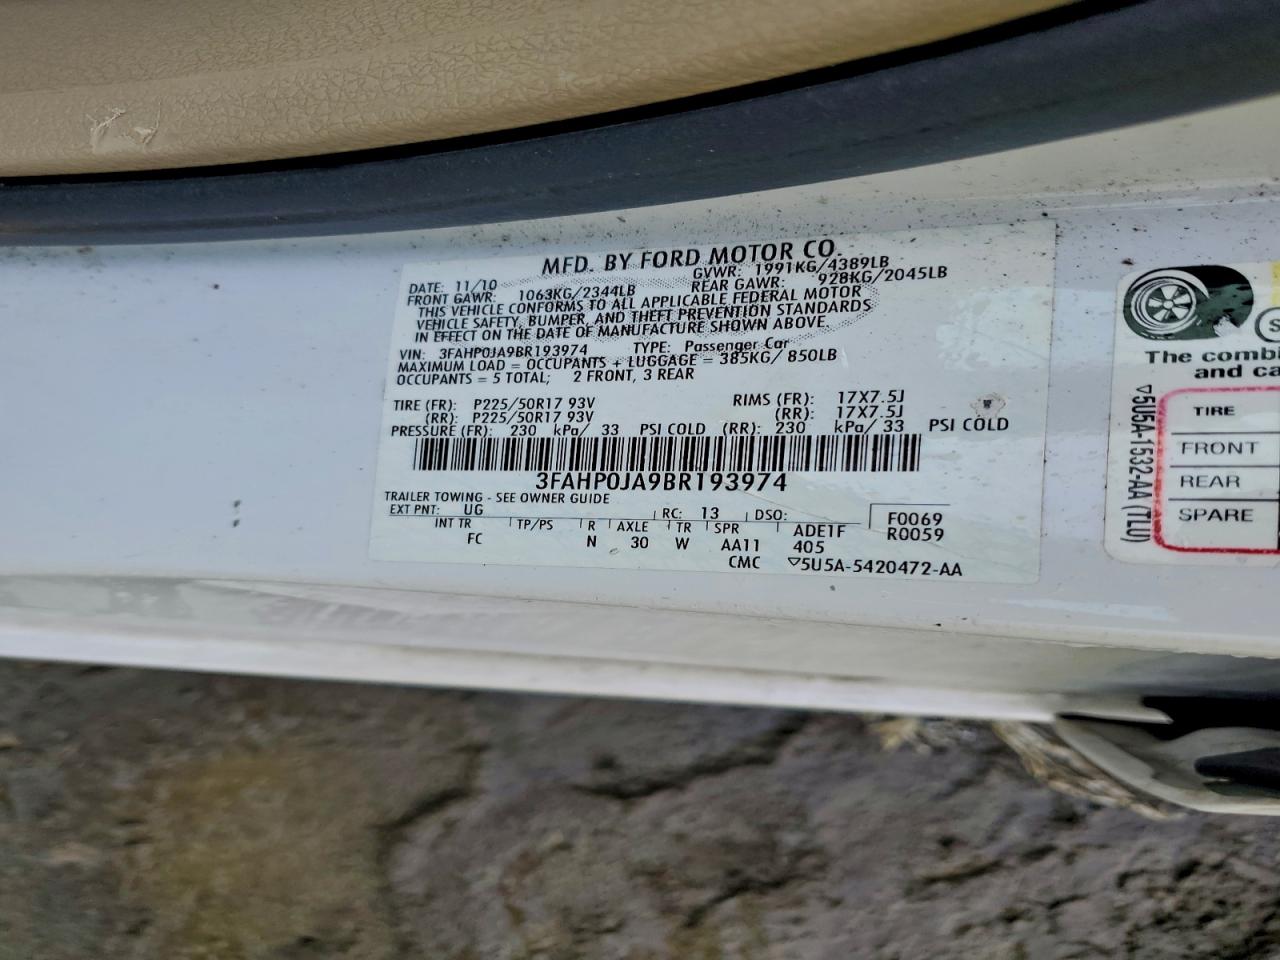 MFD. BY FORD MOTOR CO.
DATE: 11/10 GVWR: 1991KG/4389LB
FRONT GAWR: 1063KG/2344LB REAR GAWR: 928KG/2045LB
THIS VEHICLE CONFORMS TO ALL APPLICABLE FEDERAL MOTOR
VEHICLE SAFETY, BUMPER, AND THEFT PREVENTION STANDARDS
IN EFFECT ON THE DATE OF MANUFACTURE SHOWN ABOVE.
VIN: 3FAHP0JA9BR193974 TYPE: Passenger Car
MAXIMUM LOAD = OCCUPANTS + LUGGAGE = 385KG/850LB
OCCUPANTS = 5 TOTAL; 2 FRONT, 3 REAR
TIRE (FR): P225/50R17 93V RIMS (FR): 17X7.5J
(RR): P225/50R17 93V (RR): 17X7.5J
PRESSURE (FR): 230 kPa/ 33 PSI COLD (RR): 230 kPa/ 33 PSI COLD
3FAHP0JA9BR193974
TRAILER TOWING - SEE OWNER GUIDE
EXT PNT: UG RC: 13 DSO: F0069
INT TR TP/PS R AXLE TR SPR ADE1F R0059
FC N 30 W AA11 405
CMC ▽5U5A-5420472-AA
The combi
and ca
▽5U5A-1532-AA (TLU)
TIRE
FRONT
REAR
SPARE